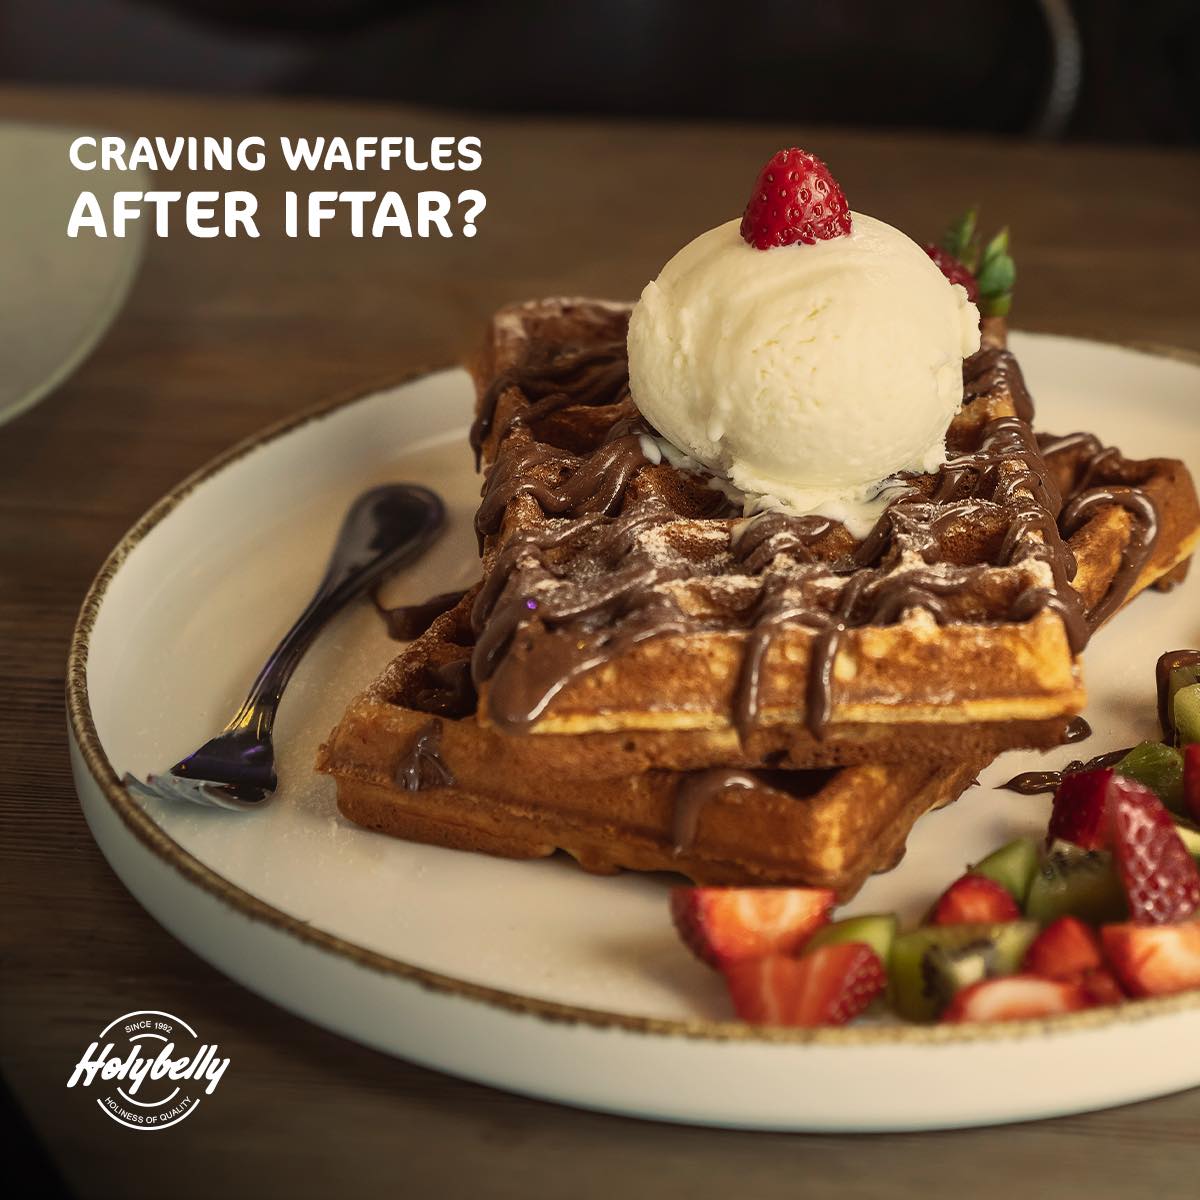 CRAVING WAFFLES
AFTER IFTAR?
SINCE 1992
Holybelly
HOLINESS OF QUALITY